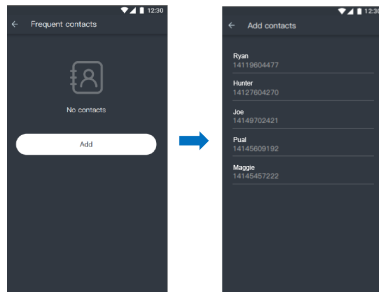 12:30
Frequent contacts
No contacts
Add
12:30
Add contacts
Ryan
14119604477
Hunter
14127604270
Joe
14149702421
Pual
14145609192
Maggie
14145457222